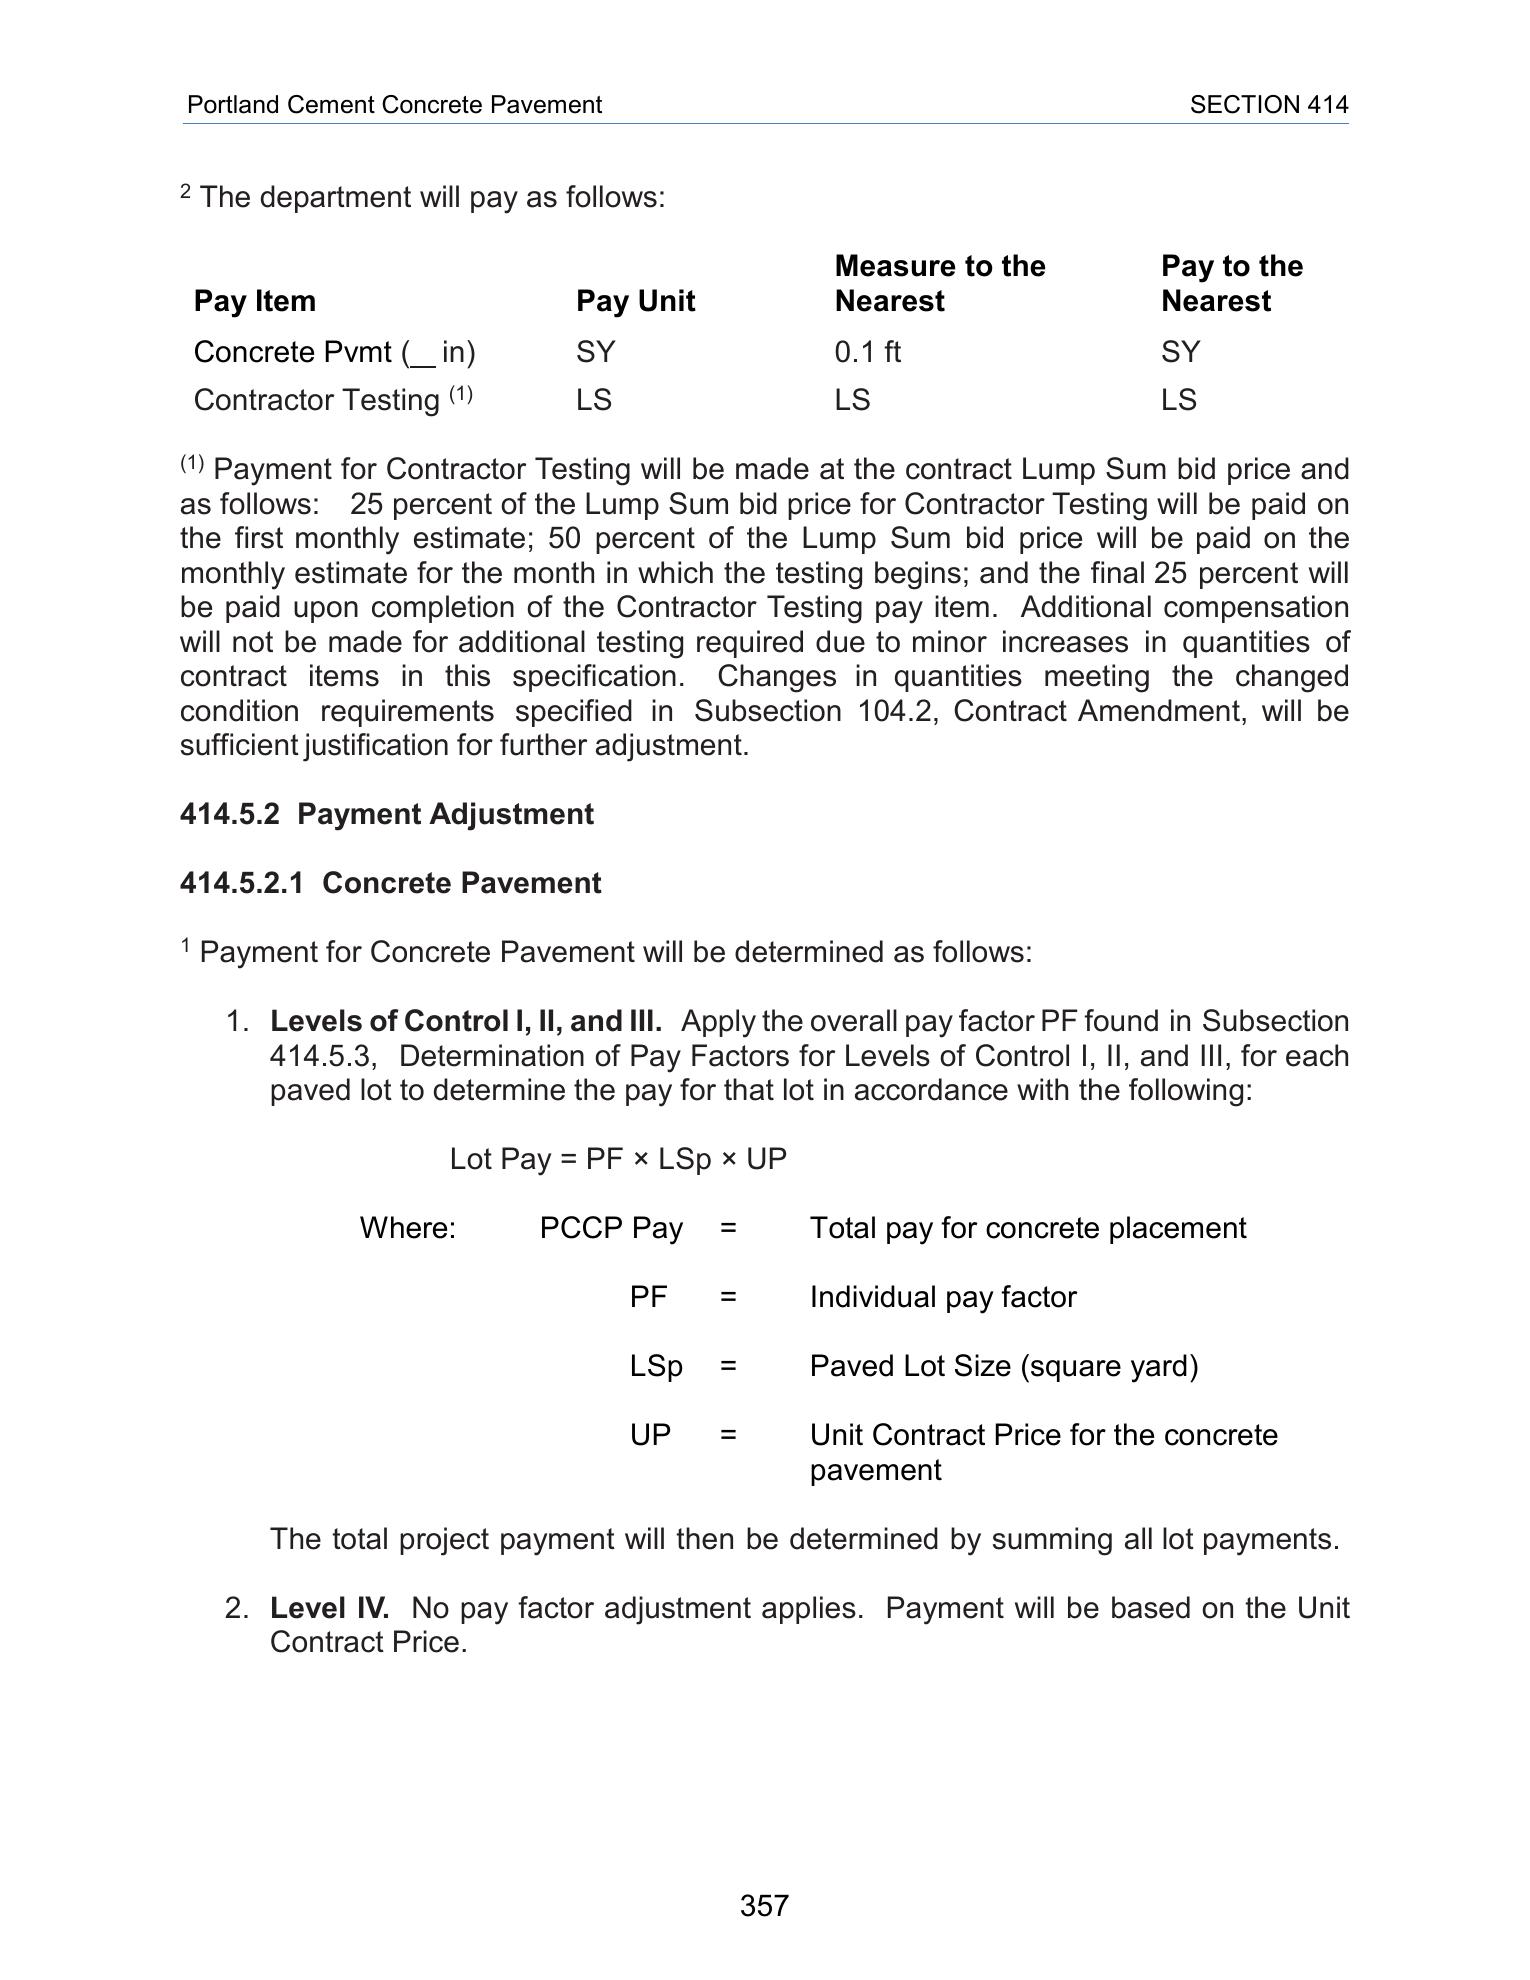 Portland Cement Concrete Pavement SECTION 414
2 The department will pay as follows:
Measure to the Pay to the
Pay Item Pay Unit Nearest Nearest
Concrete Pvmt (__ in) SY 0.1 ft SY
Contractor Testing (1) LS LS LS
(1) Payment for Contractor Testing will be made at the contract Lump Sum bid price and
as follows: 25 percent of the Lump Sum bid price for Contractor Testing will be paid on
the first monthly estimate; 50 percent of the Lump Sum bid price will be paid on the
monthly estimate for the month in which the testing begins; and the final 25 percent will
be paid upon completion of the Contractor Testing pay item. Additional compensation
will not be made for additional testing required due to minor increases in quantities of
contract items in this specification. Changes in quantities meeting the changed
condition requirements specified in Subsection 104.2, Contract Amendment, will be
sufficient justification for further adjustment.
414.5.2 Payment Adjustment
414.5.2.1 Concrete Pavement
1 Payment for Concrete Pavement will be determined as follows:
1. Levels of Control I, II, and III. Apply the overall pay factor PF found in Subsection
414.5.3, Determination of Pay Factors for Levels of Control I, II, and III, for each
paved lot to determine the pay for that lot in accordance with the following:
Lot Pay = PF × LSp × UP
Where: PCCP Pay = Total pay for concrete placement
PF = Individual pay factor
LSp = Paved Lot Size (square yard)
UP = Unit Contract Price for the concrete
pavement
The total project payment will then be determined by summing all lot payments.
2. Level IV. No pay factor adjustment applies. Payment will be based on the Unit
Contract Price.
357